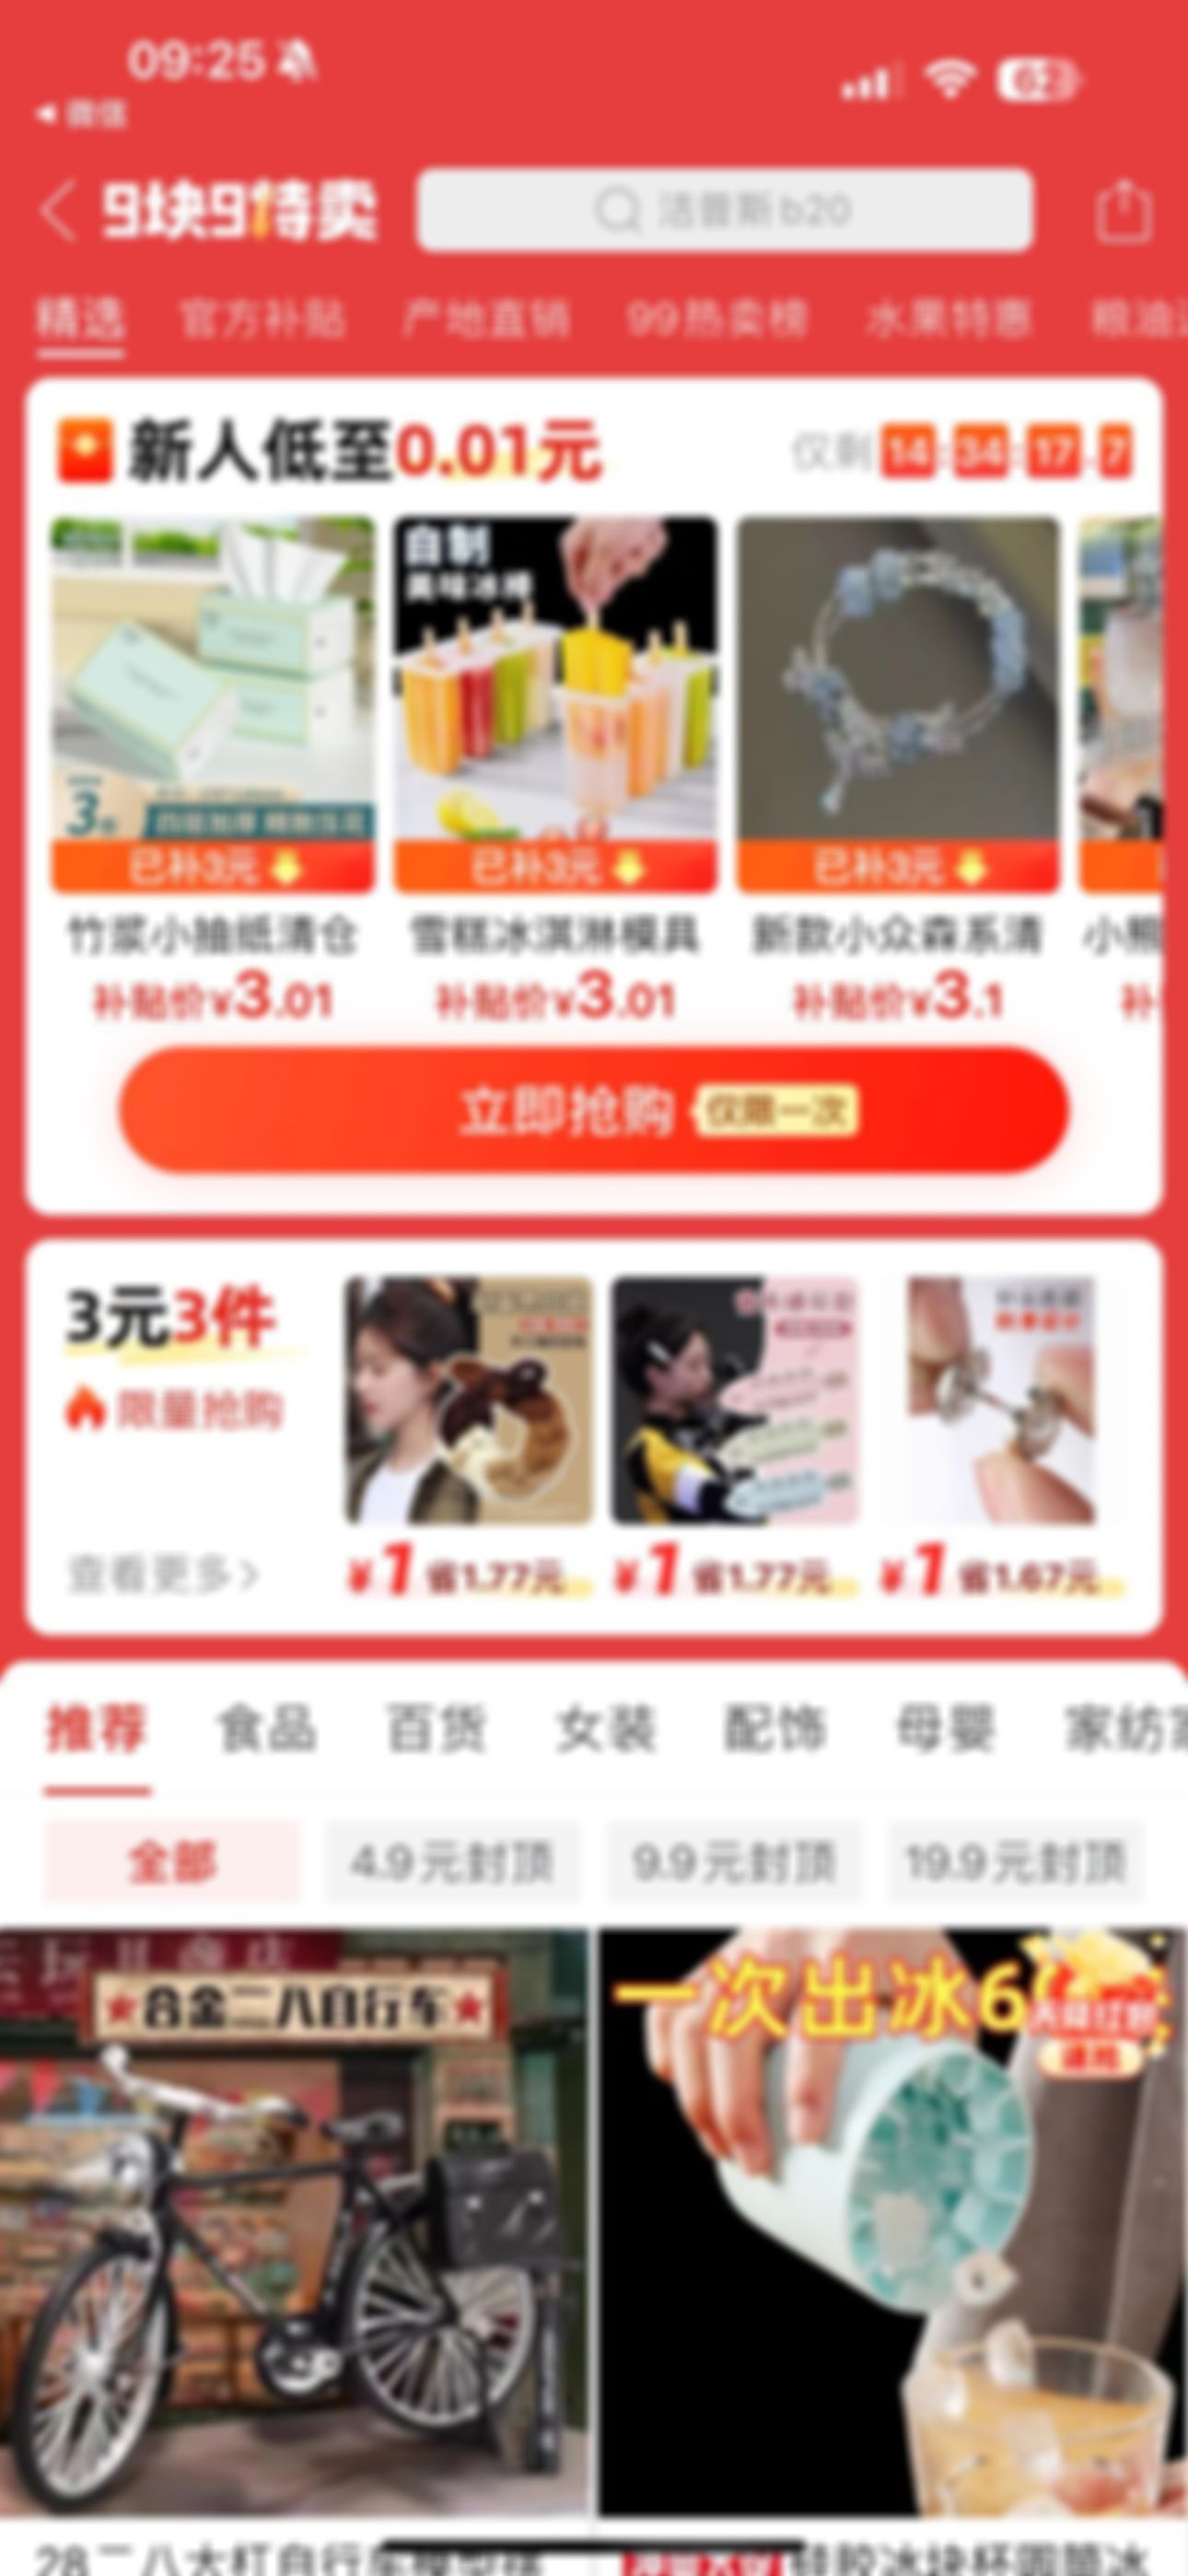 09:25
微信
9块9特卖
洁普斯b20
精选 官方补贴 产地直销 99热卖榜 水果特惠 粮油
新人低至0.01元
仅剩 14:34:17.7
自制
美味冰棒
3
已补3元 已补3元 已补3元
竹浆小抽纸清仓 雪糕冰淇淋模具 新款小众森系清 小熊
补贴价¥3.01 补贴价¥3.01 补贴价¥3.1 补
立即抢购 仅限一次
3元3件
限量抢购
查看更多
¥1 省1.77元 ¥1 省1.77元 ¥1 省1.67元
推荐 食品 百货 女装 配饰 母婴 家纺
全部 4.9元封顶 9.9元封顶 19.9元封顶
合金二八自行车
一次出冰6
28二八大杠自行车模型摆
硅胶冰块杯圆筒冰